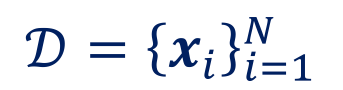 𝒟 = {𝒙ᵢ}ᵢ₌₁ᴺ